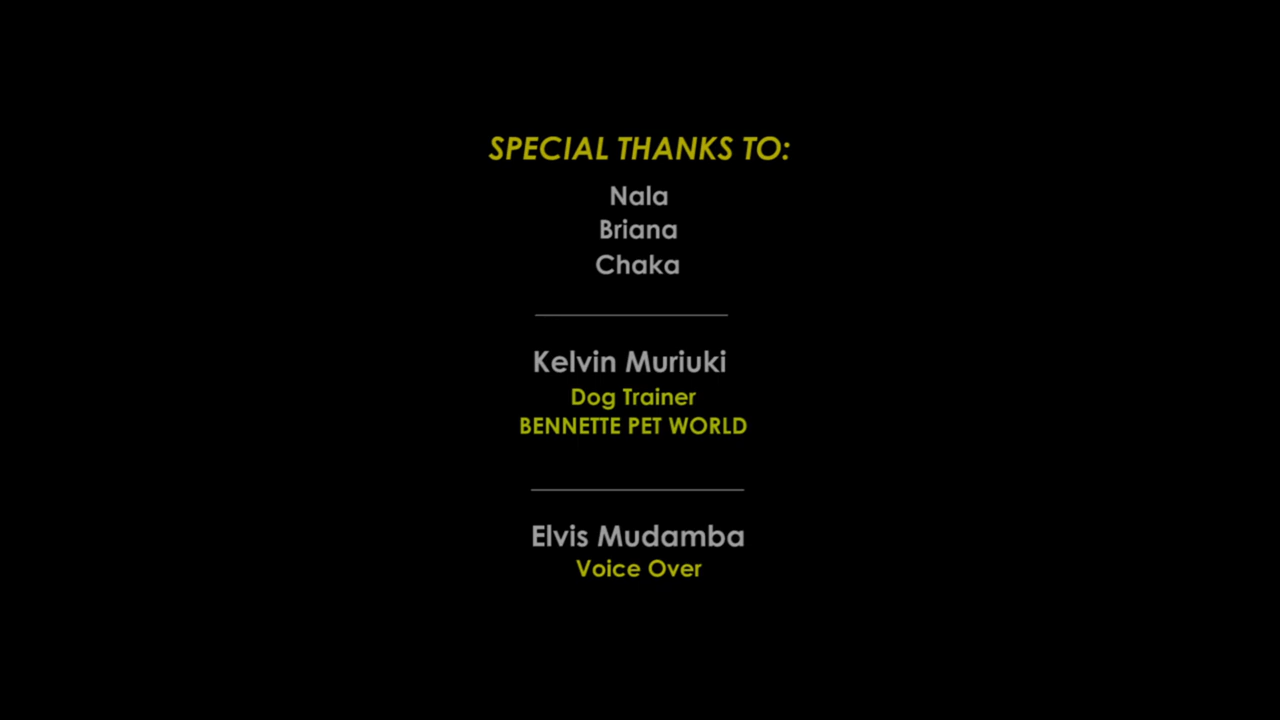 SPECIAL THANKS TO:
Nala
Briana
Chaka
Kelvin Muriuki
Dog Trainer
BENNETTE PET WORLD
Elvis Mudamba
Voice Over